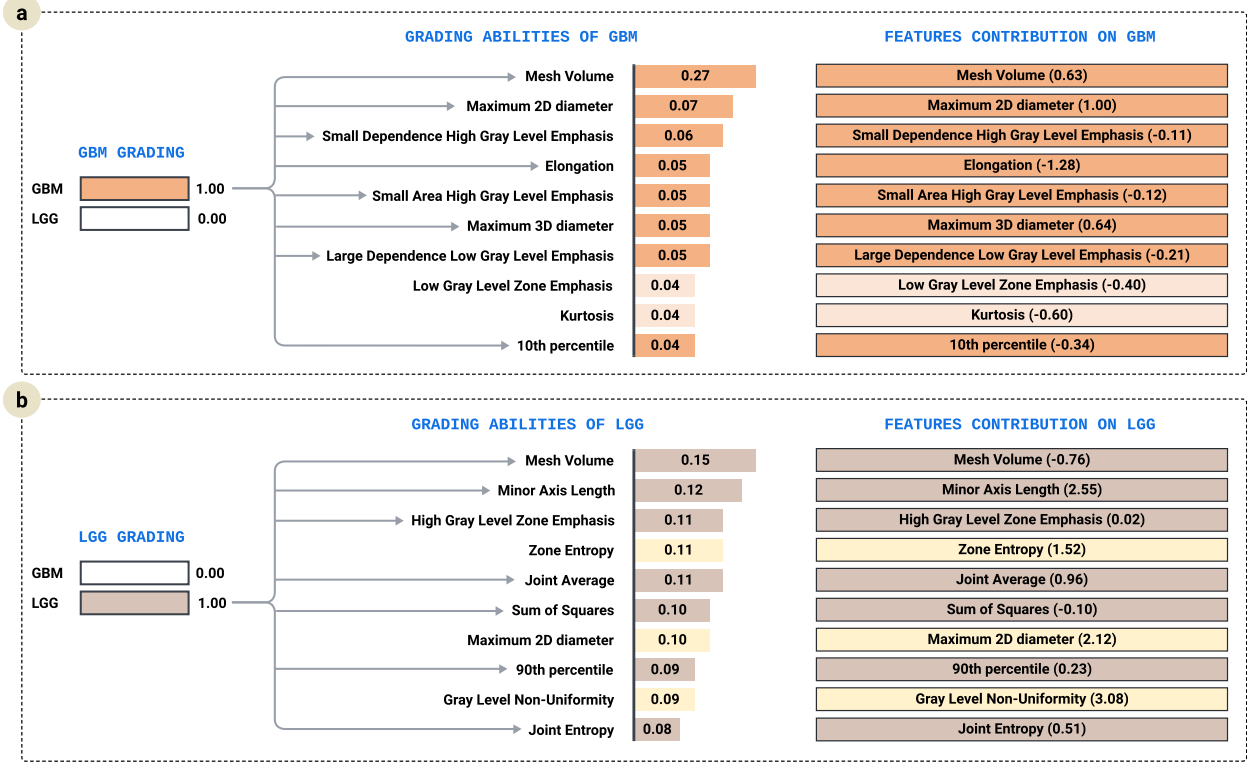 a
GRADING ABILITIES OF GBM
FEATURES CONTRIBUTION ON GBM
GBM GRADING
GBM 1.00
LGG 0.00
Mesh Volume 0.27
Maximum 2D diameter 0.07
Small Dependence High Gray Level Emphasis 0.06
Elongation 0.05
Small Area High Gray Level Emphasis 0.05
Maximum 3D diameter 0.05
Large Dependence Low Gray Level Emphasis 0.05
Low Gray Level Zone Emphasis 0.04
Kurtosis 0.04
10th percentile 0.04
Mesh Volume (0.63)
Maximum 2D diameter (1.00)
Small Dependence High Gray Level Emphasis (-0.11)
Elongation (-1.28)
Small Area High Gray Level Emphasis (-0.12)
Maximum 3D diameter (0.64)
Large Dependence Low Gray Level Emphasis (-0.21)
Low Gray Level Zone Emphasis (-0.40)
Kurtosis (-0.60)
10th percentile (-0.34)
b
GRADING ABILITIES OF LGG
FEATURES CONTRIBUTION ON LGG
LGG GRADING
GBM 0.00
LGG 1.00
Mesh Volume 0.15
Minor Axis Length 0.12
High Gray Level Zone Emphasis 0.11
Zone Entropy 0.11
Joint Average 0.11
Sum of Squares 0.10
Maximum 2D diameter 0.10
90th percentile 0.09
Gray Level Non-Uniformity 0.09
Joint Entropy 0.08
Mesh Volume (-0.76)
Minor Axis Length (2.55)
High Gray Level Zone Emphasis (0.02)
Zone Entropy (1.52)
Joint Average (0.96)
Sum of Squares (-0.10)
Maximum 2D diameter (2.12)
90th percentile (0.23)
Gray Level Non-Uniformity (3.08)
Joint Entropy (0.51)